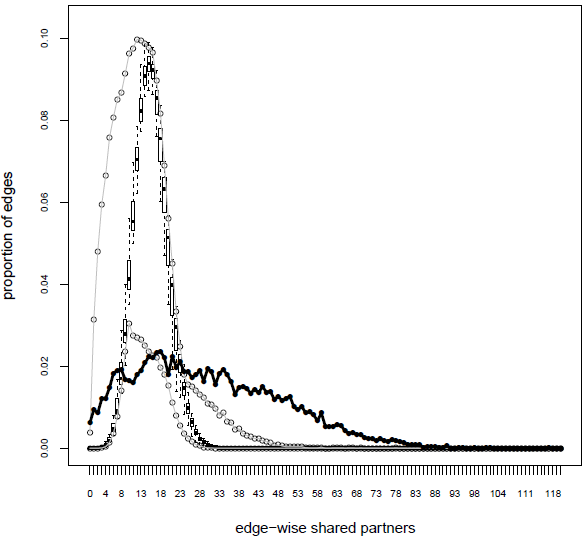 0.10
0.08
0.06
0.04
0.02
0.00
proportion of edges
0 4 8 13 18 23 28 33 38 43 48 53 58 63 68 73 78 83 88 93 98 104 111 118
edge-wise shared partners